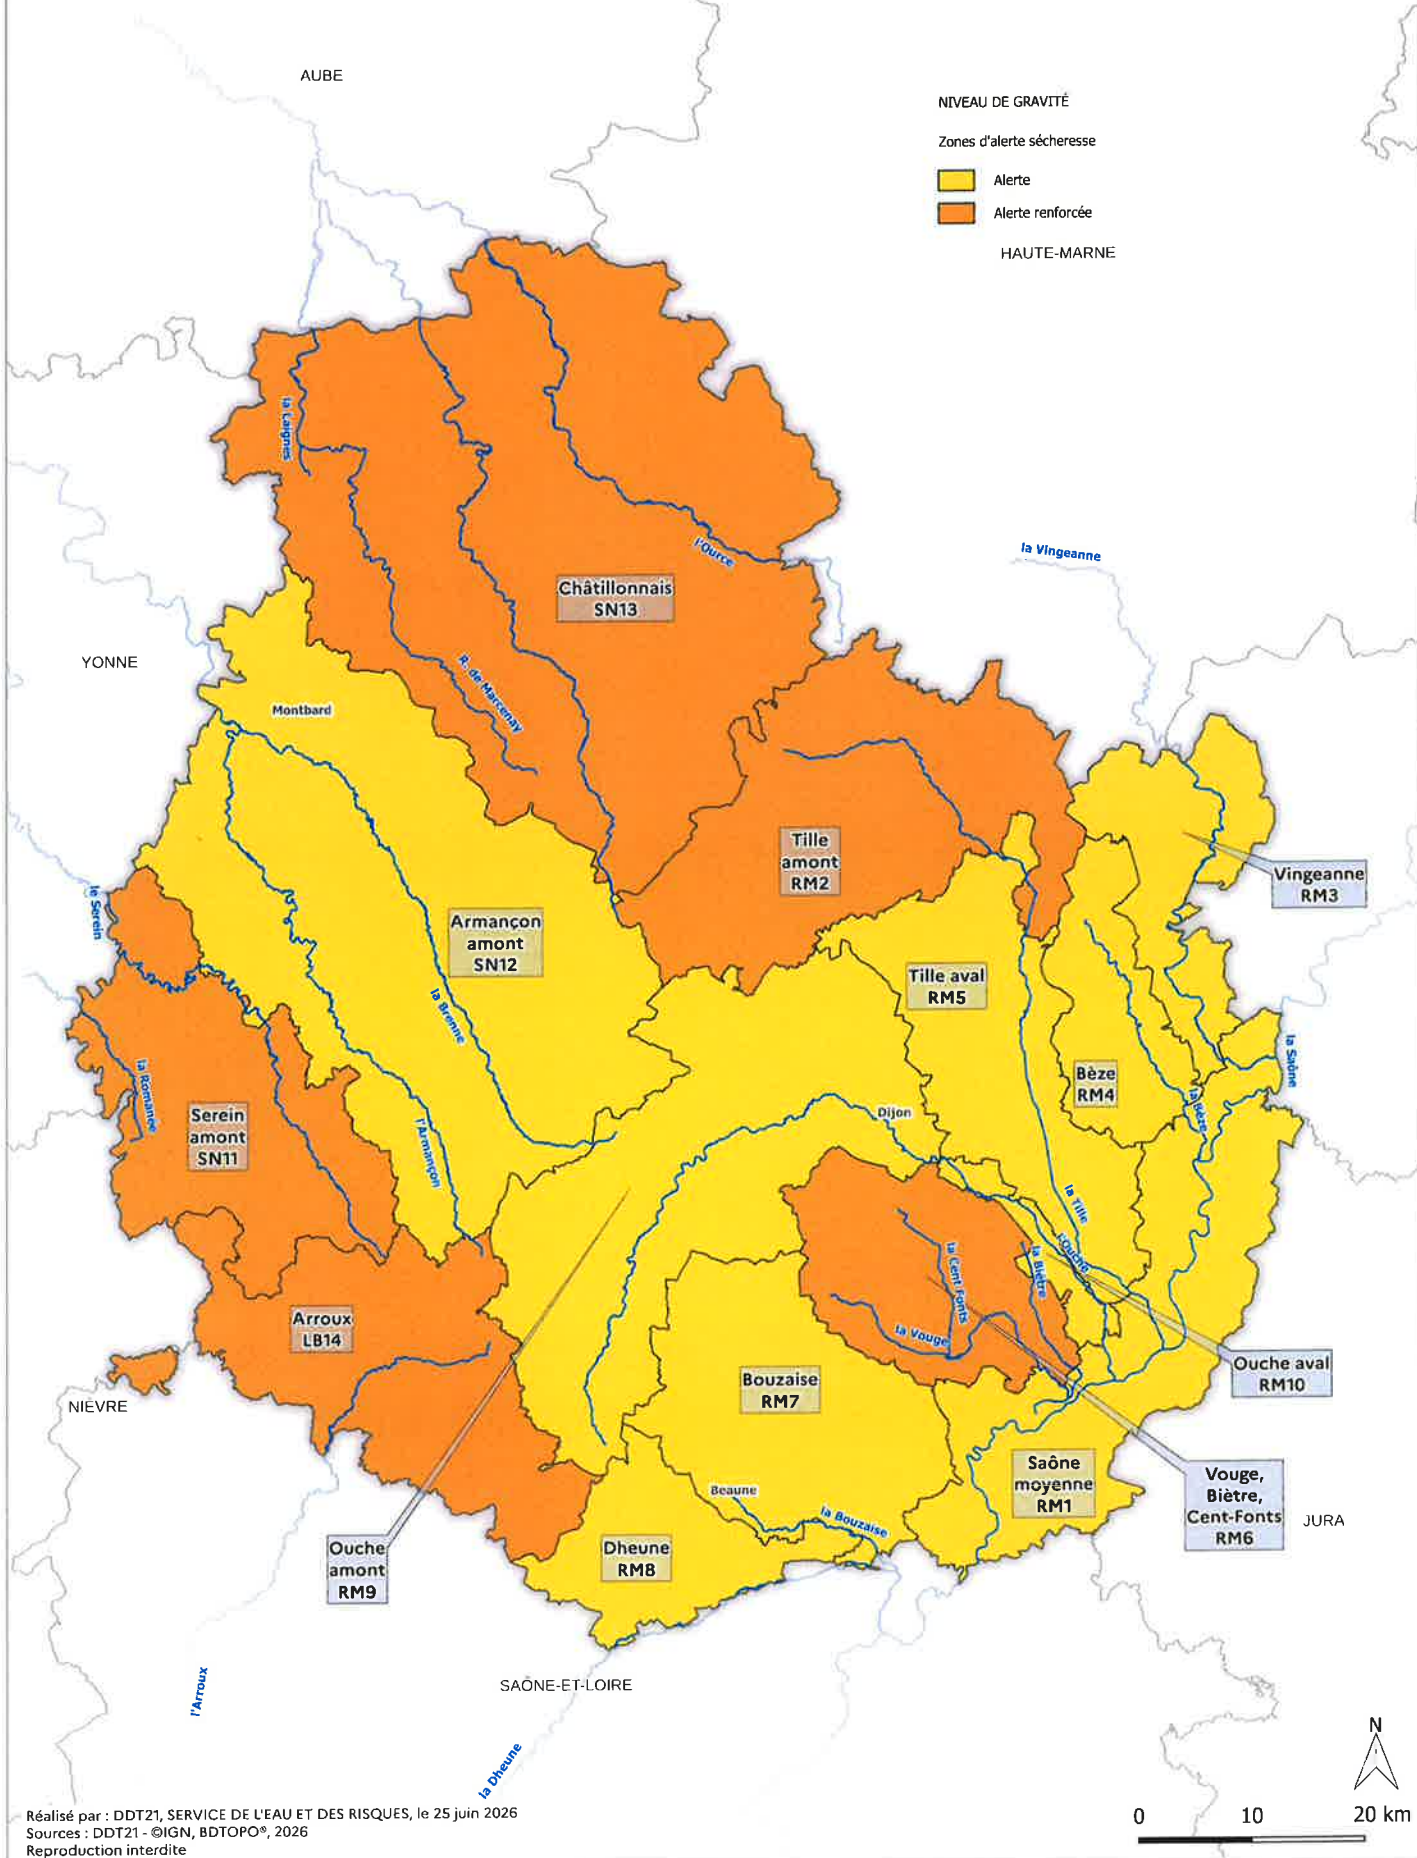 AUBE
NIVEAU DE GRAVITÉ
Zones d'alerte sécheresse
Alerte
Alerte renforcée
HAUTE-MARNE
la Laignes
l'Ource
la Vingeanne
Châtillonnais
SN13
YONNE
R. de Marcenay
Montbard
Tille
amont
RM2
Vingeanne
RM3
le Serein
Armançon
amont
SN12
Tille aval
RM5
la Brenne
la Saône
la Romanée
Bèze
RM4
la Bèze
Serein
amont
SN11
Dijon
l'Armançon
la Tille
l'Ouche
la Cent Fonts
la Biètre
Arroux
LB14
la Vouge
Ouche aval
RM10
Bouzaise
RM7
NIÈVRE
Saône
moyenne
RM1
Vouge,
Biètre,
Cent-Fonts
RM6
JURA
Beaune
la Bouzaise
Ouche
amont
RM9
Dheune
RM8
l'Arroux
SAÔNE-ET-LOIRE
la Dheune
N
0 10 20 km
Réalisé par : DDT21, SERVICE DE L'EAU ET DES RISQUES, le 25 juin 2026
Sources : DDT21 - ©IGN, BDTOPO®, 2026
Reproduction interdite